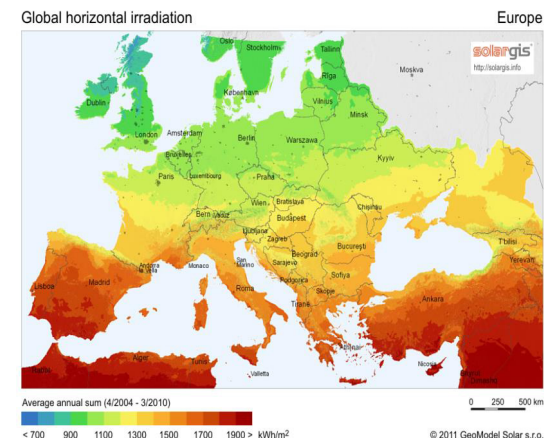 Global horizontal irradiation
Europe
solargis
http://solargis.info
Oslo
Stockholm
Tallinn
Moskva
Riga
Dublin
København
Vilnius
Minsk
London
Amsterdam
Berlin
Warszawa
Bruxelles
Kyyiv
Paris
Luxembourg
Praha
Wien
Bratislava
Chisinau
Bern
Vaduz
Budapest
Ljubljana
Zagreb
Beograd
București
T'bilisi
Andorra
la Vella
Monaco
San
Marino
Sarajevo
Yerevan
Podgorica
Sofiya
Skopje
Lisboa
Madrid
Roma
Tiranë
Ankara
Athinai
Alger
Tunis
Nicosia
Rabat
Valletta
Average annual sum (4/2004 - 3/2010)
0 250 500 km
< 700 900 1100 1300 1500 1700 1900 > kWh/m²
© 2011 GeoModel Solar s.r.o.